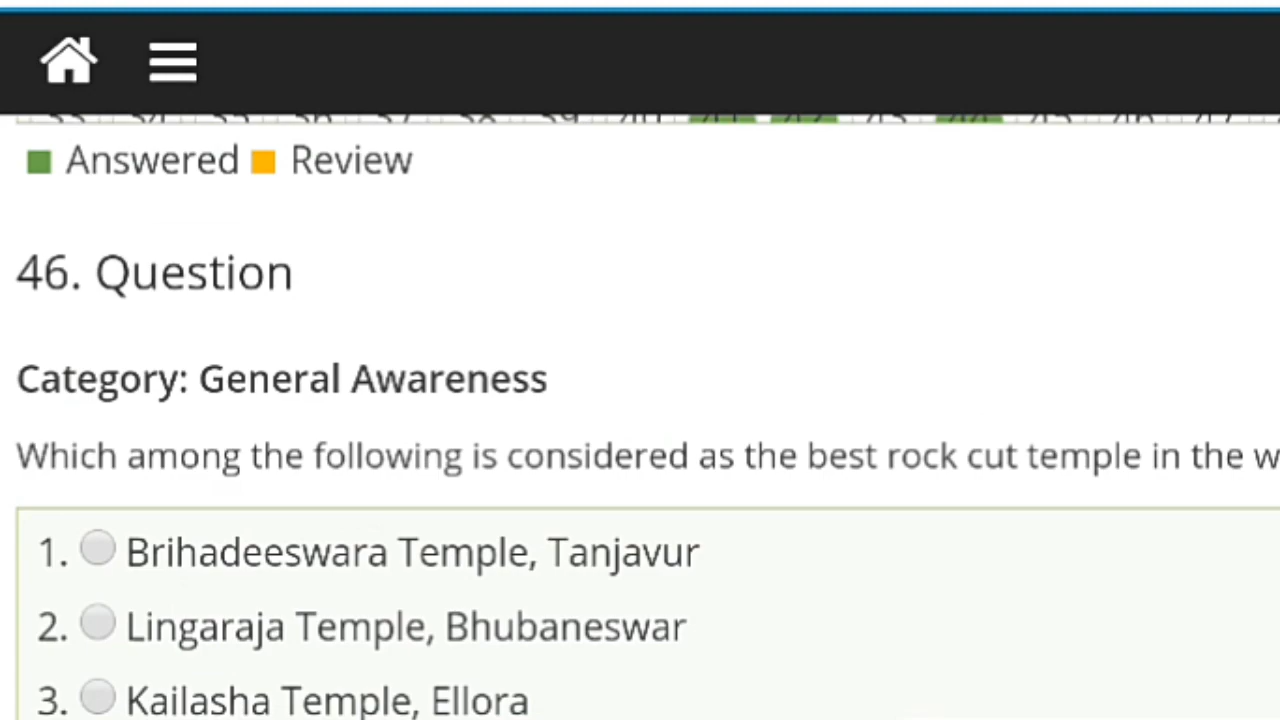 Answered Review
46. Question
Category: General Awareness
Which among the following is considered as the best rock cut temple in the
1. Brihadeeswara Temple, Tanjavur
2. Lingaraja Temple, Bhubaneswar
3. Kailasha Temple, Ellora